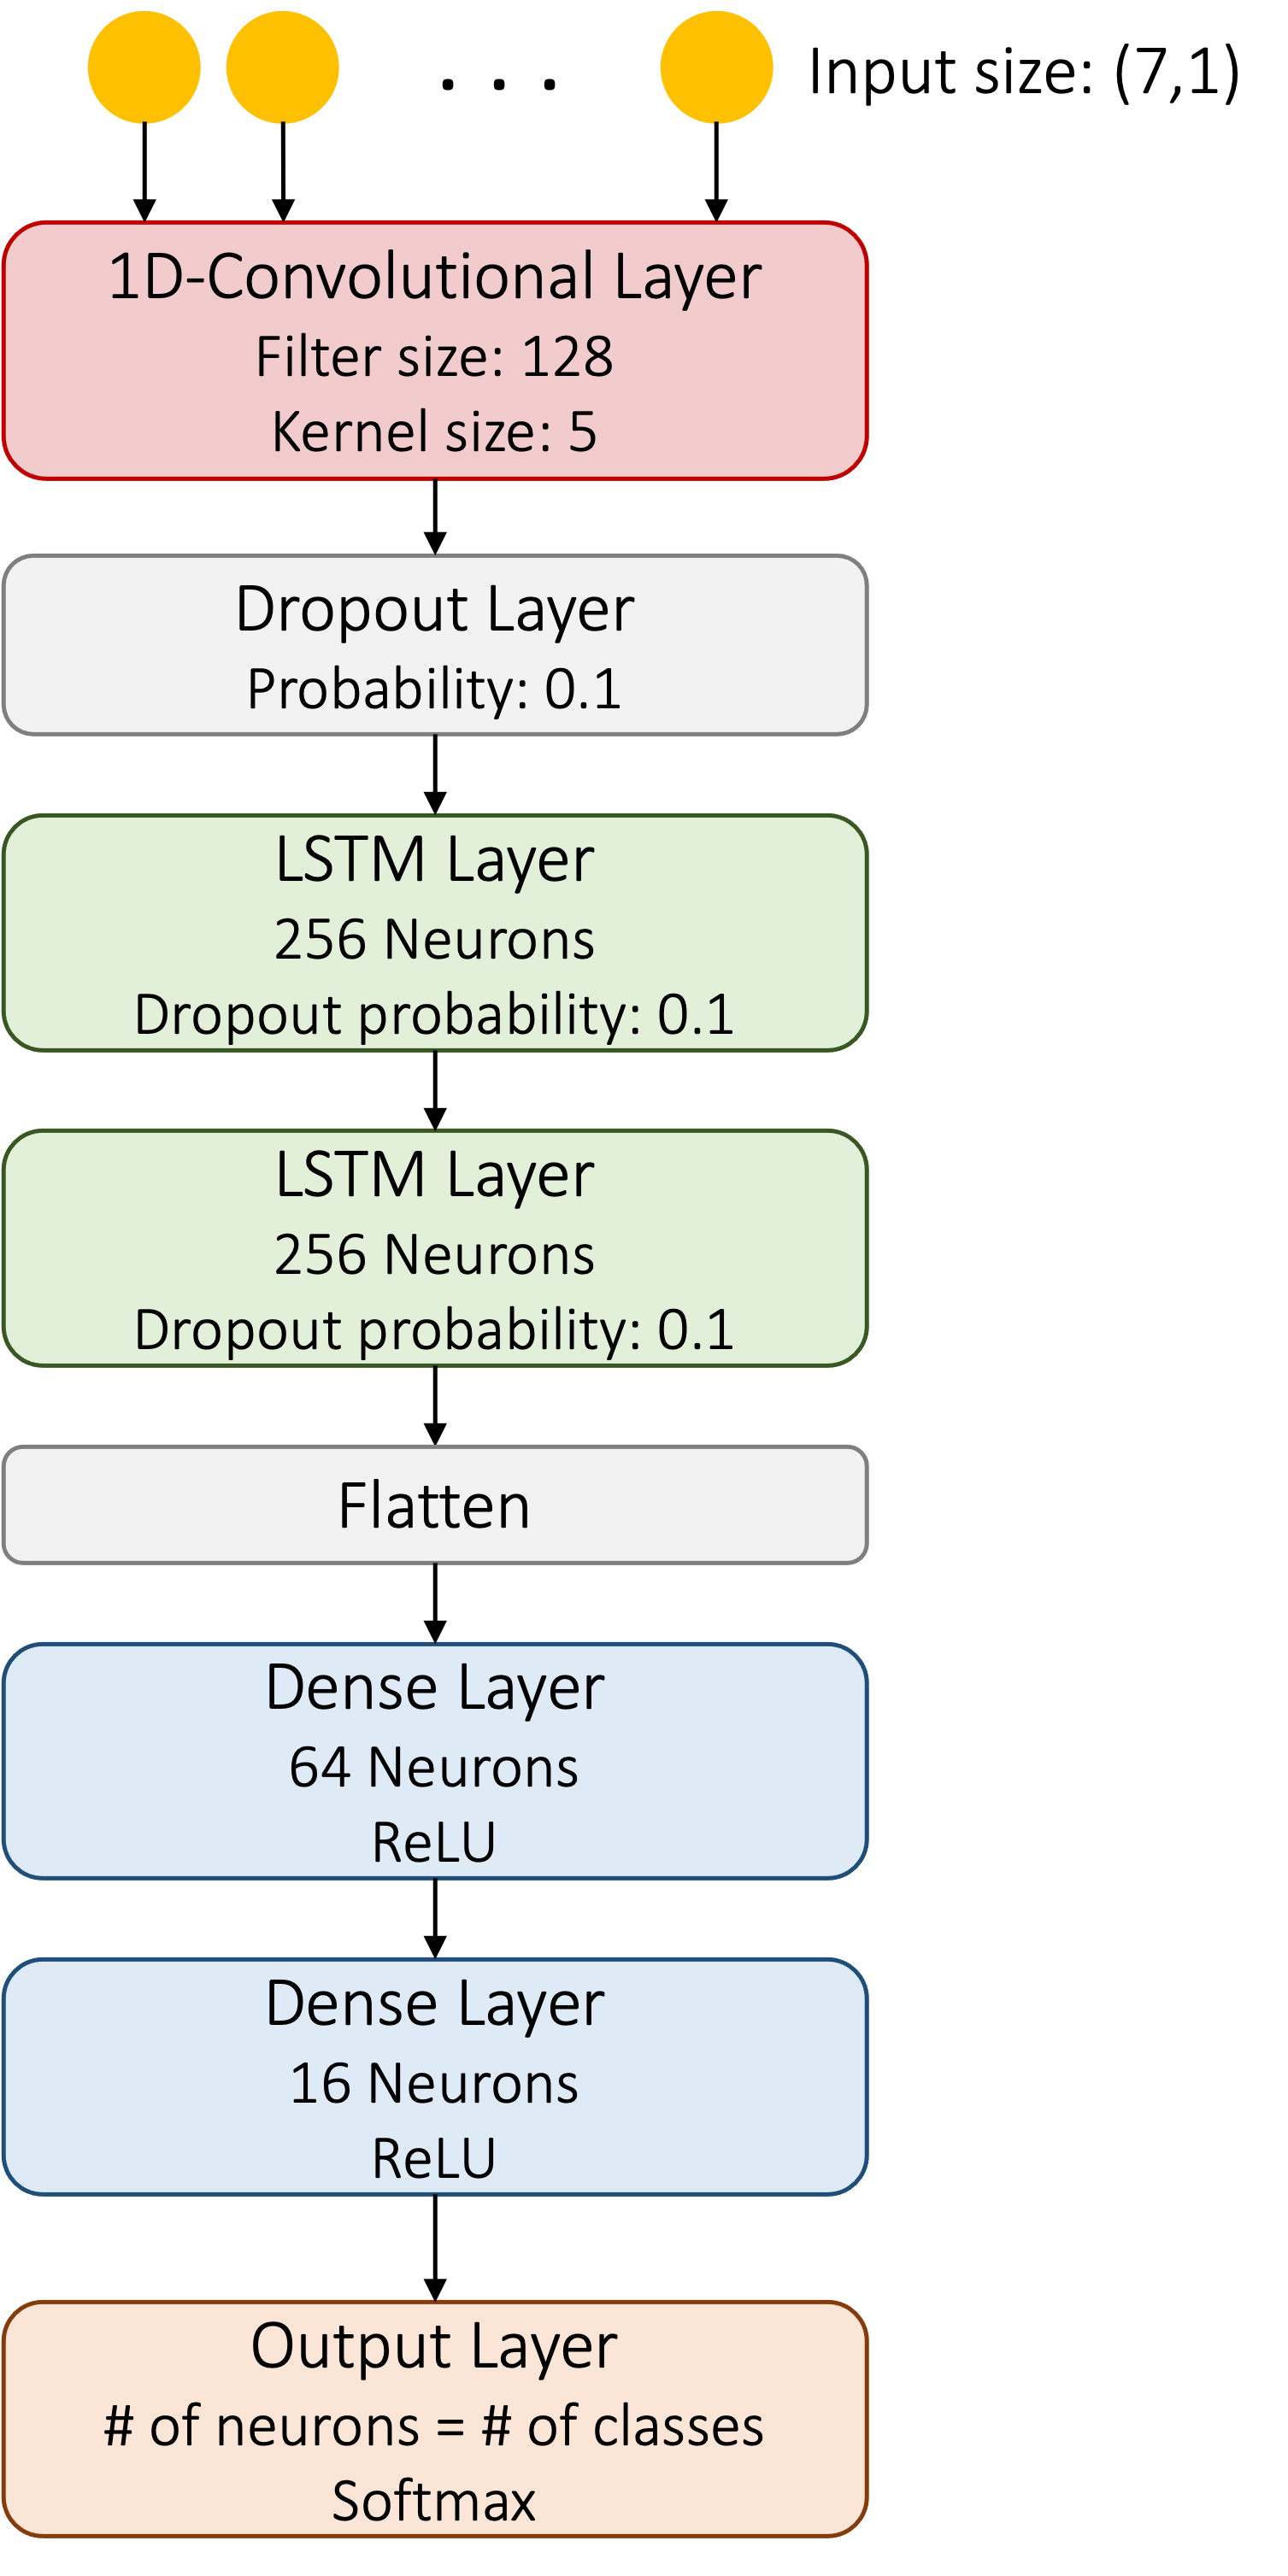 . . .
Input size: (7,1)
1D-Convolutional Layer
Filter size: 128
Kernel size: 5
Dropout Layer
Probability: 0.1
LSTM Layer
256 Neurons
Dropout probability: 0.1
LSTM Layer
256 Neurons
Dropout probability: 0.1
Flatten
Dense Layer
64 Neurons
ReLU
Dense Layer
16 Neurons
ReLU
Output Layer
# of neurons = # of classes
Softmax